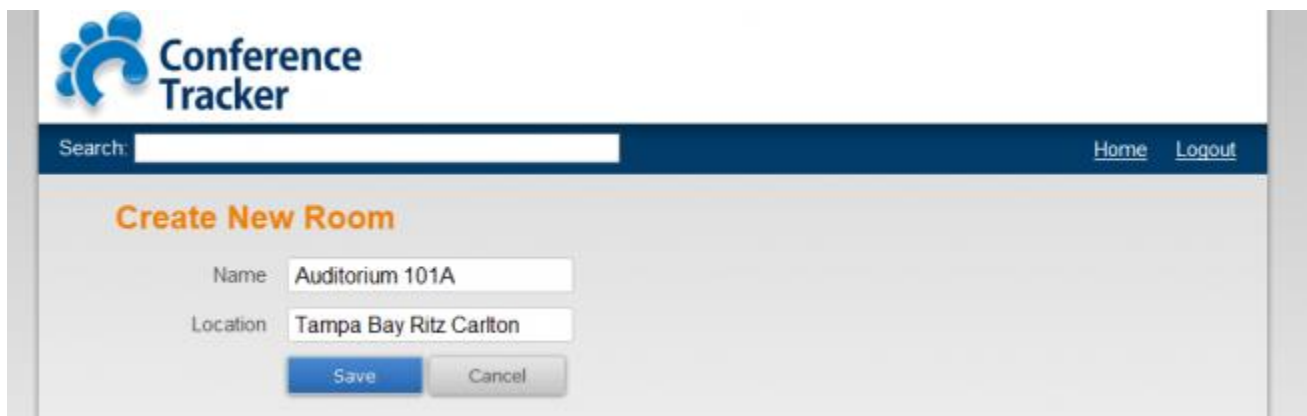 Conference
Tracker
Search: Home Logout
Create New Room
Name Auditorium 101A
Location Tampa Bay Ritz Carlton
Save Cancel